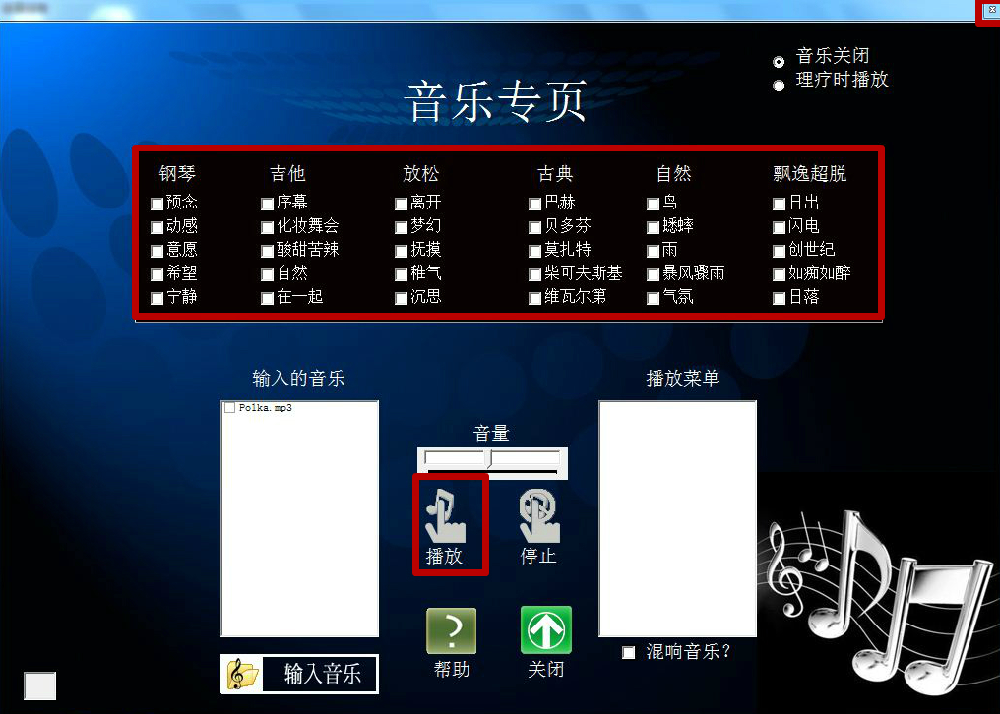 音乐关闭
理疗时播放
音乐专页
钢琴 吉他 放松 古典 自然 飘逸超脱
预念 序幕 离开 巴赫 鸟 日出
动感 化妆舞会 梦幻 贝多芬 蟋蟀 闪电
意愿 酸甜苦辣 抚摸 莫扎特 雨 创世纪
希望 自然 稚气 柴可夫斯基 暴风骤雨 如痴如醉
宁静 在一起 沉思 维瓦尔第 气氛 日落
输入的音乐 播放菜单
Polka.mp3
音量
播放 停止
混响音乐?
帮助 关闭
输入音乐